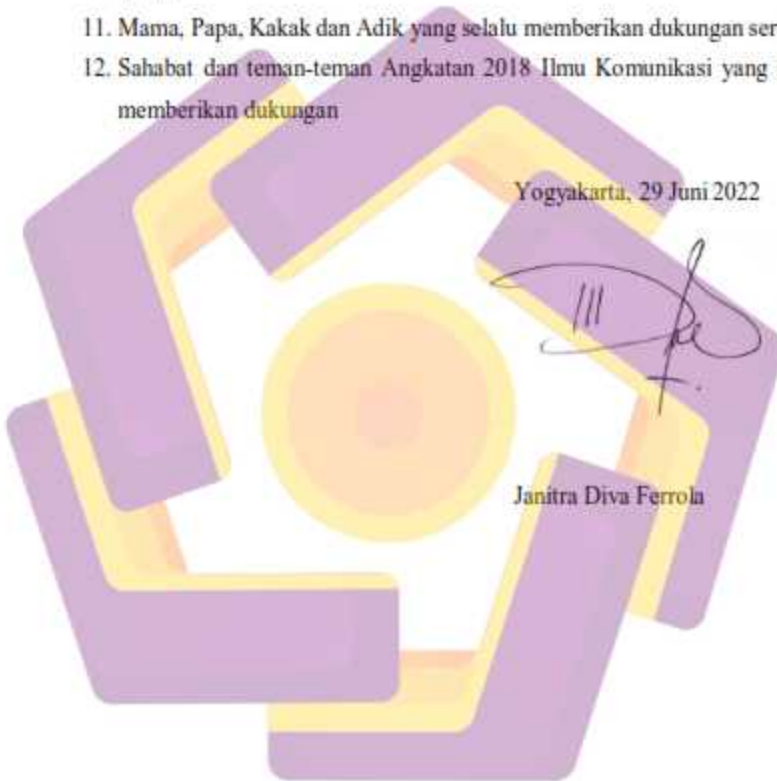 11. Mama, Papa, Kakak dan Adik yang selalu memberikan dukungan
12. Sahabat dan teman-teman Angkatan 2018 Ilmu Komunikasi yang
memberikan dukungan
Yogyakarta, 29 Juni 2022
Janitra Diva Ferrola